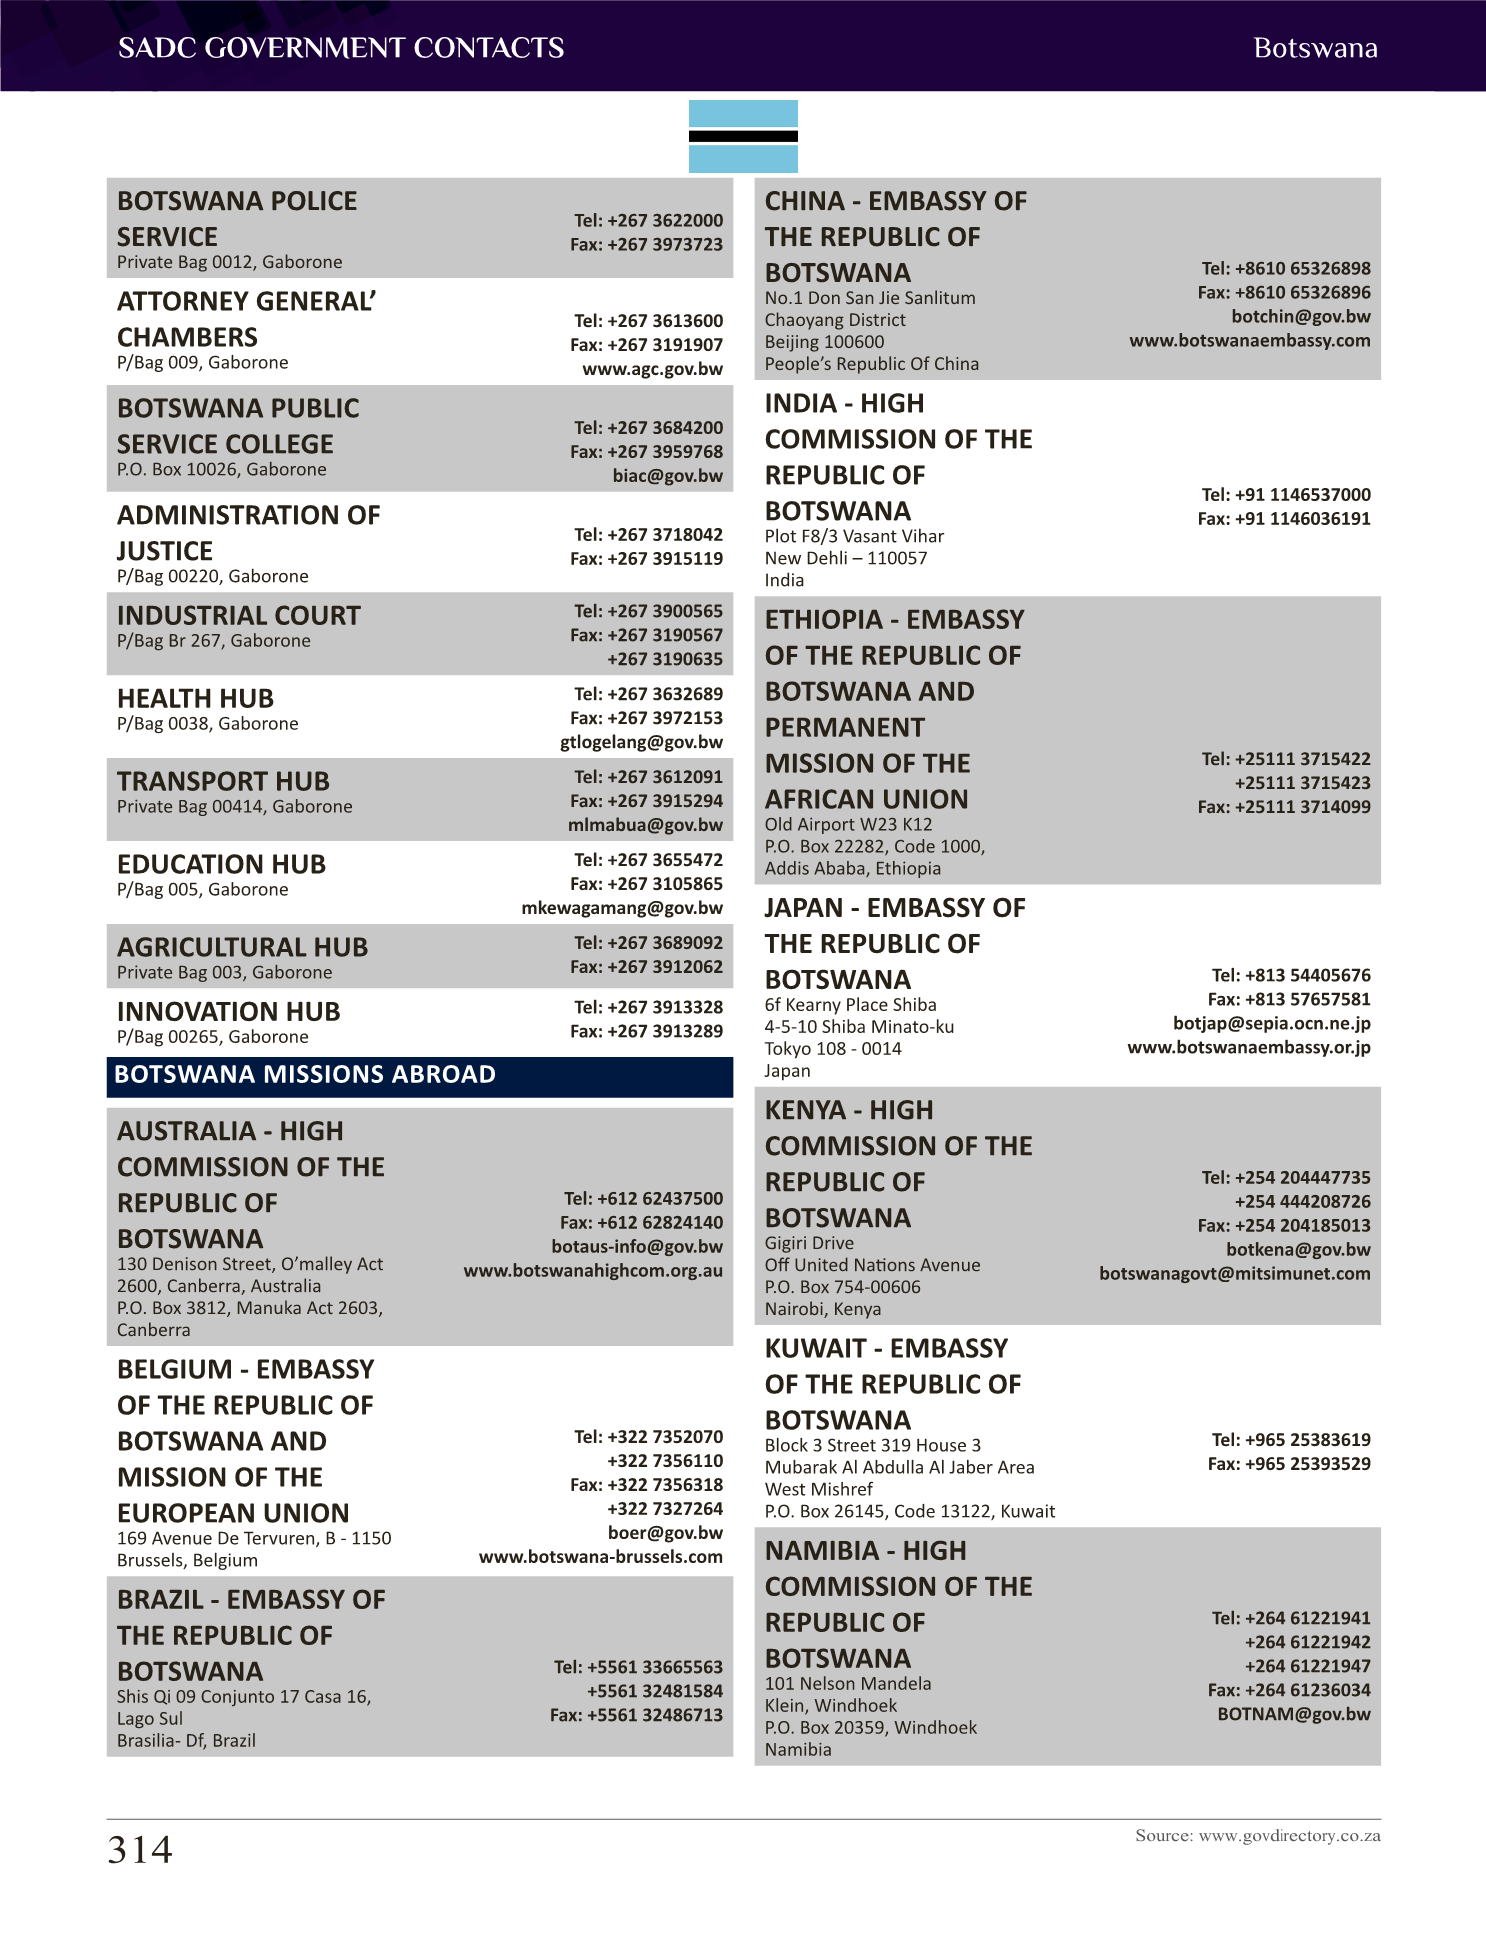 SADC GOVERNMENT CONTACTS
Botswana
BOTSWANA POLICE
SERVICE
Private Bag 0012, Gaborone
Tel: +267 3622000
Fax: +267 3973723
ATTORNEY GENERAL’
CHAMBERS
P/Bag 009, Gaborone
Tel: +267 3613600
Fax: +267 3191907
www.agc.gov.bw
BOTSWANA PUBLIC
SERVICE COLLEGE
P.O. Box 10026, Gaborone
Tel: +267 3684200
Fax: +267 3959768
biac@gov.bw
ADMINISTRATION OF
JUSTICE
P/Bag 00220, Gaborone
Tel: +267 3718042
Fax: +267 3915119
INDUSTRIAL COURT
P/Bag Br 267, Gaborone
Tel: +267 3900565
Fax: +267 3190567
+267 3190635
HEALTH HUB
P/Bag 0038, Gaborone
Tel: +267 3632689
Fax: +267 3972153
gtlogelang@gov.bw
TRANSPORT HUB
Private Bag 00414, Gaborone
Tel: +267 3612091
Fax: +267 3915294
mlmabua@gov.bw
EDUCATION HUB
P/Bag 005, Gaborone
Tel: +267 3655472
Fax: +267 3105865
mkewagamang@gov.bw
AGRICULTURAL HUB
Private Bag 003, Gaborone
Tel: +267 3689092
Fax: +267 3912062
INNOVATION HUB
P/Bag 00265, Gaborone
Tel: +267 3913328
Fax: +267 3913289
BOTSWANA MISSIONS ABROAD
AUSTRALIA - HIGH
COMMISSION OF THE
REPUBLIC OF
BOTSWANA
130 Denison Street, O’malley Act
2600, Canberra, Australia
P.O. Box 3812, Manuka Act 2603,
Canberra
Tel: +612 62437500
Fax: +612 62824140
botaus-info@gov.bw
www.botswanahighcom.org.au
BELGIUM - EMBASSY
OF THE REPUBLIC OF
BOTSWANA AND
MISSION OF THE
EUROPEAN UNION
169 Avenue De Tervuren, B - 1150
Brussels, Belgium
Tel: +322 7352070
+322 7356110
Fax: +322 7356318
+322 7327264
boer@gov.bw
www.botswana-brussels.com
BRAZIL - EMBASSY OF
THE REPUBLIC OF
BOTSWANA
Shis Qi 09 Conjunto 17 Casa 16,
Lago Sul
Brasilia- Df, Brazil
Tel: +5561 33665563
+5561 32481584
Fax: +5561 32486713
CHINA - EMBASSY OF
THE REPUBLIC OF
BOTSWANA
No.1 Don San Jie Sanlitum
Chaoyang District
Beijing 100600
People’s Republic Of China
Tel: +8610 65326898
Fax: +8610 65326896
botchin@gov.bw
www.botswanaembassy.com
INDIA - HIGH
COMMISSION OF THE
REPUBLIC OF
BOTSWANA
Plot F8/3 Vasant Vihar
New Dehli – 110057
India
Tel: +91 1146537000
Fax: +91 1146036191
ETHIOPIA - EMBASSY
OF THE REPUBLIC OF
BOTSWANA AND
PERMANENT
MISSION OF THE
AFRICAN UNION
Old Airport W23 K12
P.O. Box 22282, Code 1000,
Addis Ababa, Ethiopia
Tel: +25111 3715422
+25111 3715423
Fax: +25111 3714099
JAPAN - EMBASSY OF
THE REPUBLIC OF
BOTSWANA
6f Kearny Place Shiba
4-5-10 Shiba Minato-ku
Tokyo 108 - 0014
Japan
Tel: +813 54405676
Fax: +813 57657581
botjap@sepia.ocn.ne.jp
www.botswanaembassy.or.jp
KENYA - HIGH
COMMISSION OF THE
REPUBLIC OF
BOTSWANA
Gigiri Drive
Off United Nations Avenue
P.O. Box 754-00606
Nairobi, Kenya
Tel: +254 204447735
+254 444208726
Fax: +254 204185013
botkena@gov.bw
botswanagovt@mitsimunet.com
KUWAIT - EMBASSY
OF THE REPUBLIC OF
BOTSWANA
Block 3 Street 319 House 3
Mubarak Al Abdulla Al Jaber Area
West Mishref
P.O. Box 26145, Code 13122, Kuwait
Tel: +965 25383619
Fax: +965 25393529
NAMIBIA - HIGH
COMMISSION OF THE
REPUBLIC OF
BOTSWANA
101 Nelson Mandela
Klein, Windhoek
P.O. Box 20359, Windhoek
Namibia
Tel: +264 61221941
+264 61221942
+264 61221947
Fax: +264 61236034
BOTNAM@gov.bw
314
Source: www.govdirectory.co.za